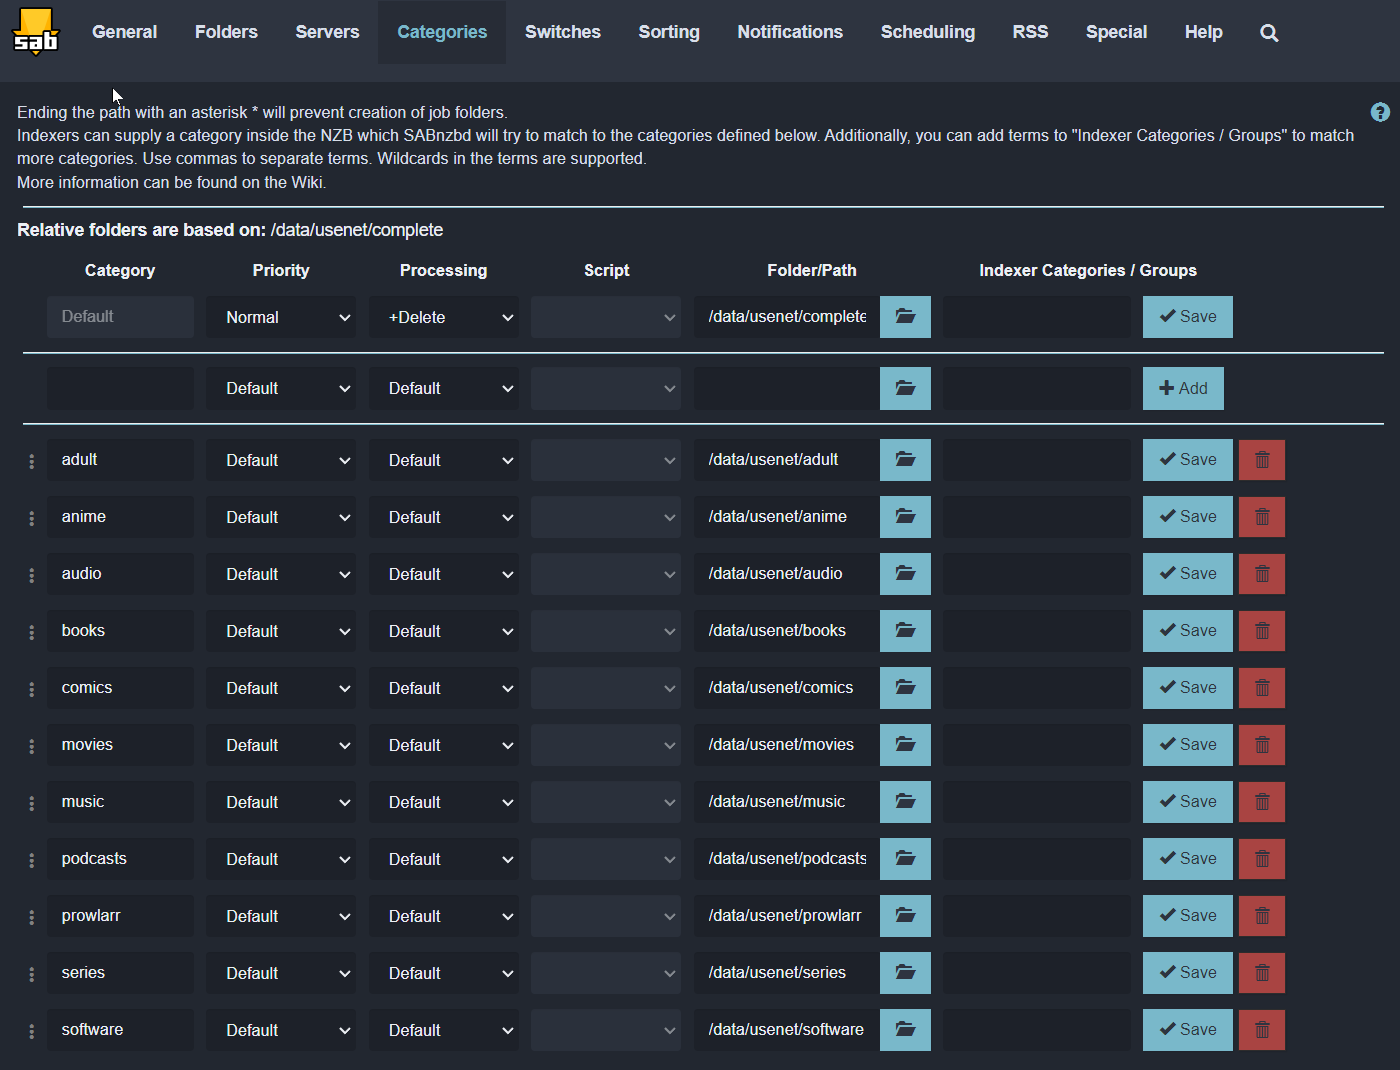 sab General Folders Servers Categories Switches Sorting Notifications Scheduling RSS Special Help
Ending the path with an asterisk * will prevent creation of job folders.
?
Indexers can supply a category inside the NZB which SABnzbd will try to match to the categories defined below. Additionally, you can add terms to "Indexer Categories / Groups" to match
more categories. Use commas to separate terms. Wildcards in the terms are supported.
More information can be found on the Wiki.
Relative folders are based on: /data/usenet/complete
Category Priority Processing Script Folder/Path Indexer Categories / Groups
Default Normal +Delete /data/usenet/complete Save
Default Default Add
adult Default Default /data/usenet/adult Save
anime Default Default /data/usenet/anime Save
audio Default Default /data/usenet/audio Save
books Default Default /data/usenet/books Save
comics Default Default /data/usenet/comics Save
movies Default Default /data/usenet/movies Save
music Default Default /data/usenet/music Save
podcasts Default Default /data/usenet/podcasts Save
prowlarr Default Default /data/usenet/prowlarr Save
series Default Default /data/usenet/series Save
software Default Default /data/usenet/software Save